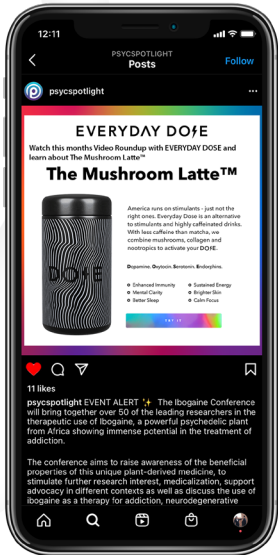 12:11
PSYCSPOTLIGHT
Posts
Follow
psycspotlight
EVERYDAY DOSE
Watch this months Video Roundup with EVERYDAY DOSE and
learn about The Mushroom Latte™
The Mushroom Latte™
America runs on stimulants - just not the
right ones. Everyday Dose is an alternative
to stimulants and highly caffeinated drinks.
With less caffeine than matcha, we
combine mushrooms, collagen and
nootropics to activate your DOSE.
Dopamine. Oxytocin. Serotonin. Endorphins.
Enhanced Immunity
Sustained Energy
Mental Clarity
Brighter Skin
Better Sleep
Calm Focus
DOSE
TRY IT
11 likes
psycspotlight EVENT ALERT ✨ The Ibogaine Conference
will bring together over 50 of the leading researchers in the
therapeutic use of Ibogaine, a powerful psychedelic plant
from Africa showing immense potential in the treatment of
addiction.
The conference aims to raise awareness of the beneficial
properties of this unique plant-derived medicine, to
stimulate further research interest, medicalization, support
advocacy in different contexts as well as discuss the use of
ibogaine as a therapy for addiction, neurodegenerative